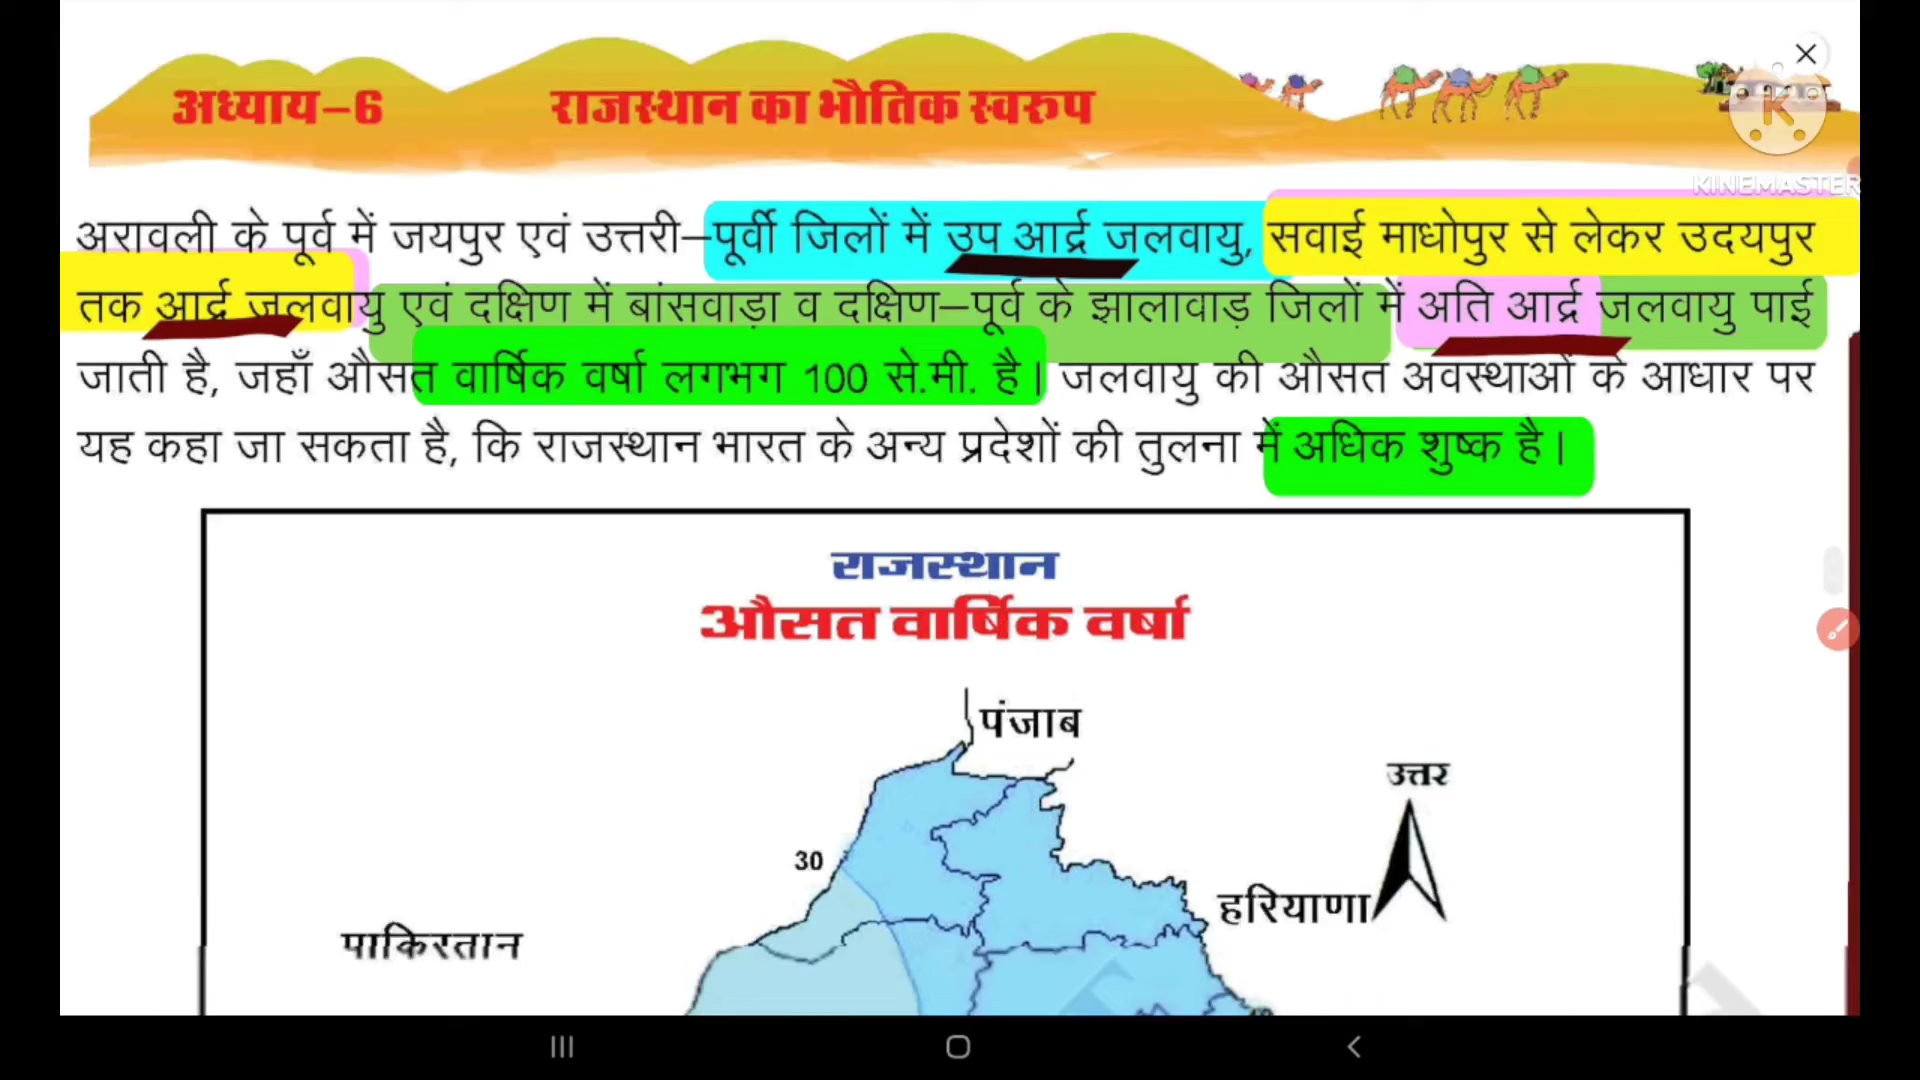 अध्याय–6
राजस्थान का भौतिक स्वरुप
KINEMASTER
अरावली के पूर्व में जयपुर एवं उत्तरी–पूर्वी जिलों में उप आर्द्र जलवायु, सवाई माधोपुर से लेकर उदयपुर
तक आर्द्र जलवायु एवं दक्षिण में बांसवाड़ा व दक्षिण–पूर्व के झालावाड़ जिलों में अति आर्द्र जलवायु पाई
जाती है, जहाँ औसत वार्षिक वर्षा लगभग 100 से.मी. है। जलवायु की औसत अवस्थाओं के आधार पर
यह कहा जा सकता है, कि राजस्थान भारत के अन्य प्रदेशों की तुलना में अधिक शुष्क है।
राजस्थान
औसत वार्षिक वर्षा
पंजाब
उत्तर
30
हरियाणा
पाकिस्तान